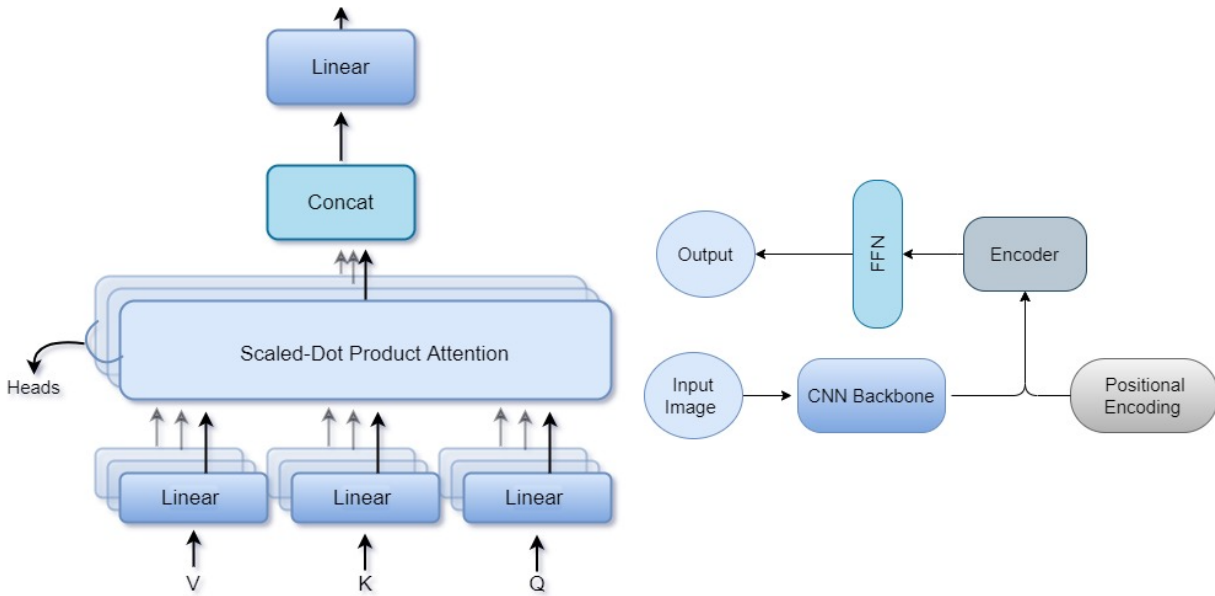 Linear
Concat
Scaled-Dot Product Attention
Heads
Linear
Linear
Linear
V
K
Q
Output
FFN
Encoder
Input
Image
CNN Backbone
Positional
Encoding